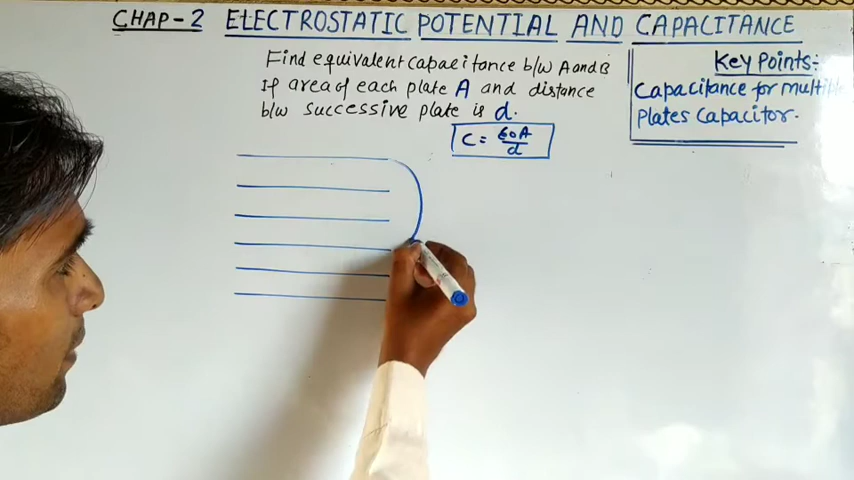 CHAP-2 ELECTROSTATIC POTENTIAL AND CAPACITANCE
Find equivalent capacitance b/w A and B
If area of each plate A and distance
b/w successive plate is d.
C = ϵ0A/d
Key Points:-
Capacitance for multiple
Plates Capacitor.